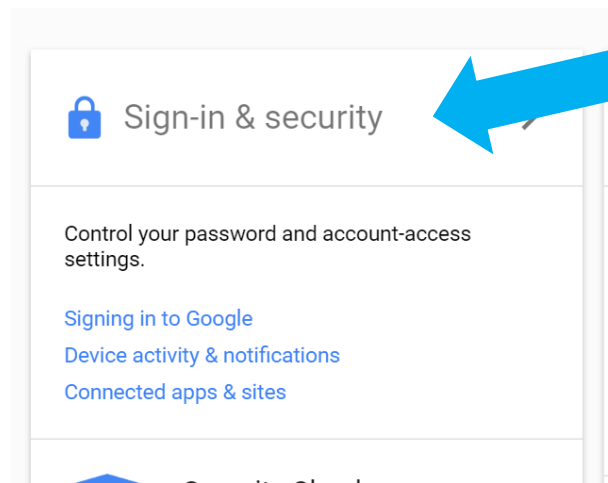 Sign-in & security
Control your password and account-access
settings.
Signing in to Google
Device activity & notifications
Connected apps & sites